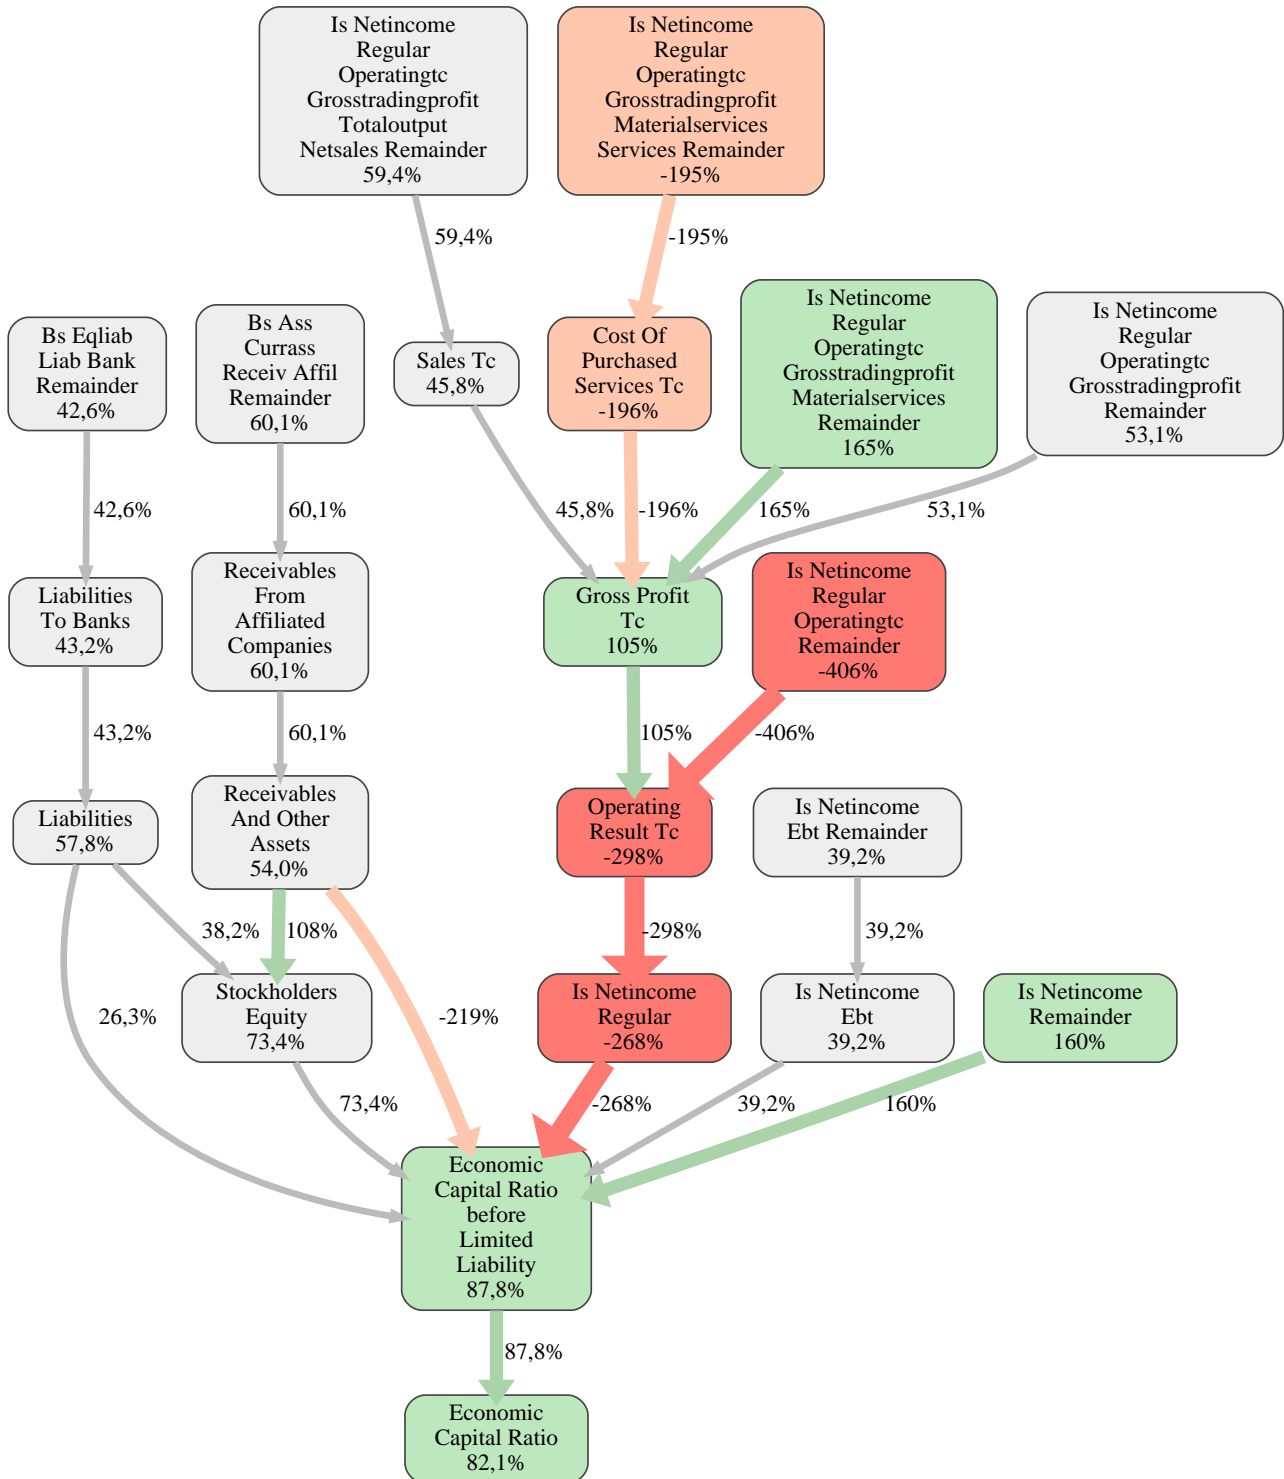 Is Netincome
Regular
Operatingtc
Grosstradingprofit
Totaloutput
Netsales Remainder
59,4%
Is Netincome
Regular
Operatingtc
Grosstradingprofit
Materialservices
Services Remainder
-195%
59,4%
-195%
Bs Eqliab
Liab Bank
Remainder
42,6%
Bs Ass
Currass
Receiv Affil
Remainder
60,1%
Sales Tc
45,8%
Cost Of
Purchased
Services Tc
-196%
Is Netincome
Regular
Operatingtc
Grosstradingprofit
Materialservices
Remainder
165%
Is Netincome
Regular
Operatingtc
Grosstradingprofit
Remainder
53,1%
42,6%
60,1%
45,8%
-196%
165%
53,1%
Liabilities
To Banks
43,2%
Receivables
From
Affiliated
Companies
60,1%
Gross Profit
Tc
105%
Is Netincome
Regular
Operatingtc
Remainder
-406%
43,2%
60,1%
105%
-406%
Liabilities
57,8%
Receivables
And Other
Assets
54,0%
Operating
Result Tc
-298%
Is Netincome
Ebt Remainder
39,2%
38,2%
108%
-298%
39,2%
26,3%
Stockholders
Equity
73,4%
-219%
Is Netincome
Regular
-268%
Is Netincome
Ebt
39,2%
Is Netincome
Remainder
160%
73,4%
-268%
39,2%
160%
Economic
Capital Ratio
before
Limited
Liability
87,8%
87,8%
Economic
Capital Ratio
82,1%